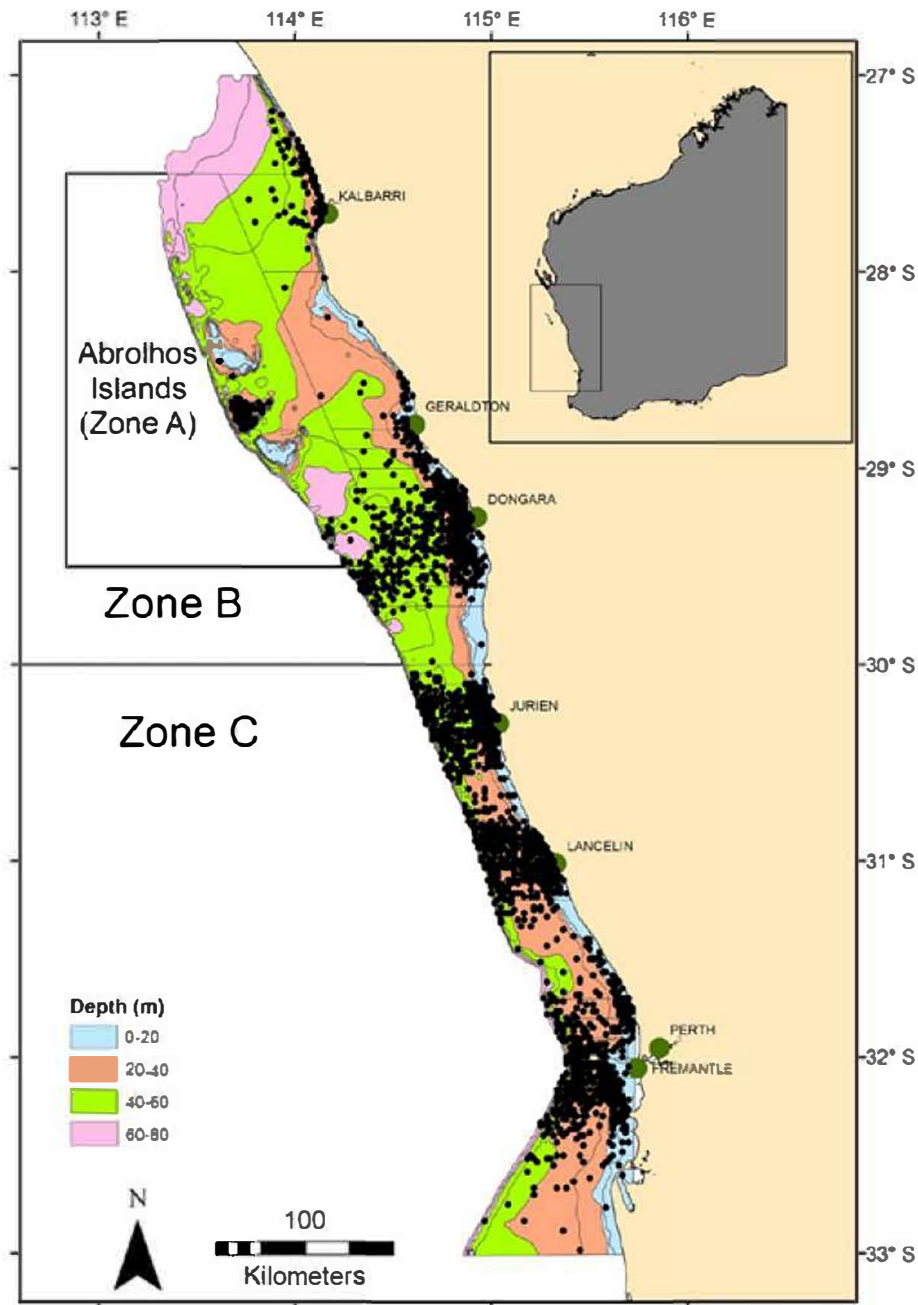 113° E
114° E
115° E
116° E
27° S
KALBARRI
28° S
Abrolhos
Islands
(Zone A)
GERALDTON
29° S
DONGARA
Zone B
30° S
Zone C
JURIEN
LANCELIN
31° S
Depth (m)
0-20
20-40
40-60
60-80
PERTH
32° S
FREMANTLE
N
100
Kilometers
33° S